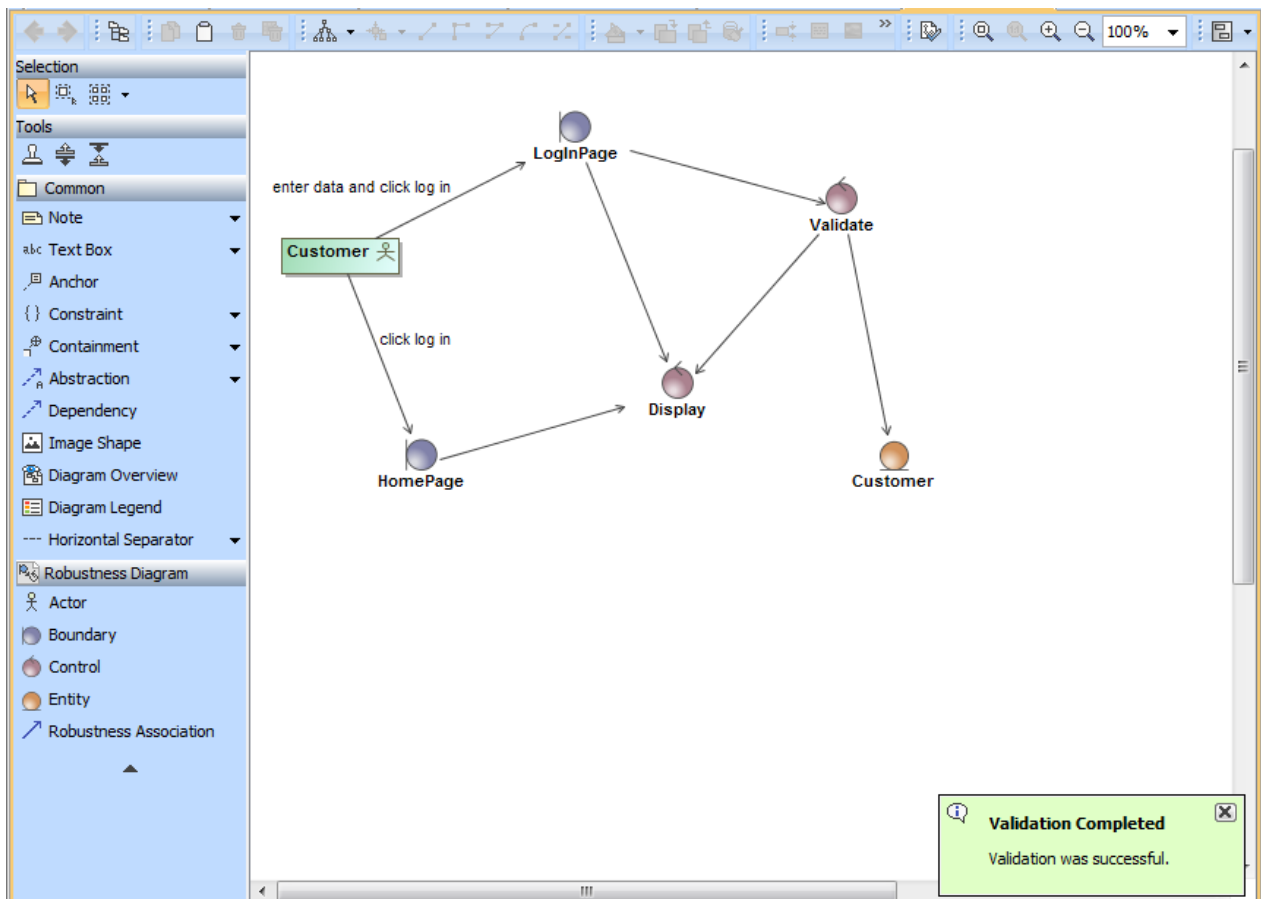 100%
Selection
Tools
Common
Note
abc Text Box
Anchor
{ } Constraint
Containment
Abstraction
Dependency
Image Shape
Diagram Overview
Diagram Legend
Horizontal Separator
Robustness Diagram
Actor
Boundary
Control
Entity
Robustness Association
LogInPage
enter data and click log in
Validate
Customer
click log in
Display
HomePage
Customer
Validation Completed
Validation was successful.